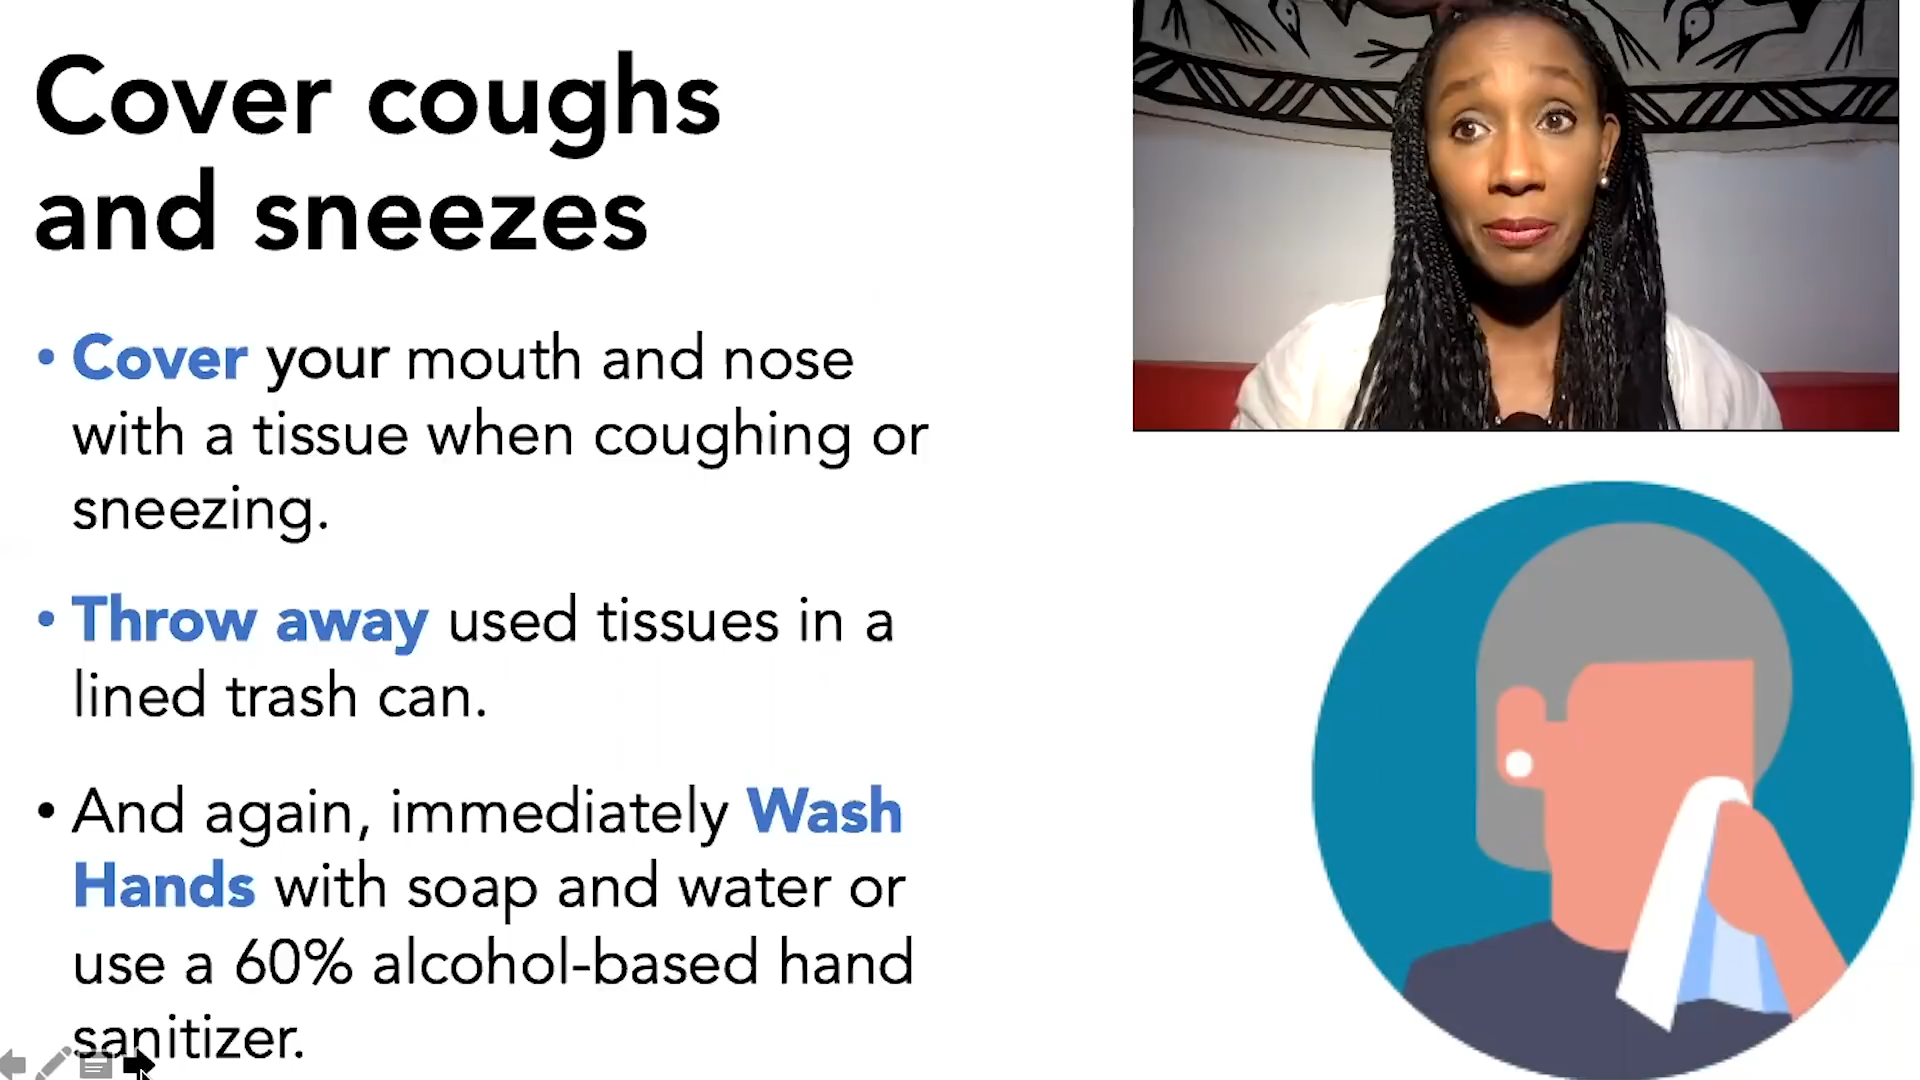 Cover coughs
and sneezes
• Cover your mouth and nose
with a tissue when coughing or
sneezing.
• Throw away used tissues in a
lined trash can.
• And again, immediately Wash
Hands with soap and water or
use a 60% alcohol-based hand
sanitizer.